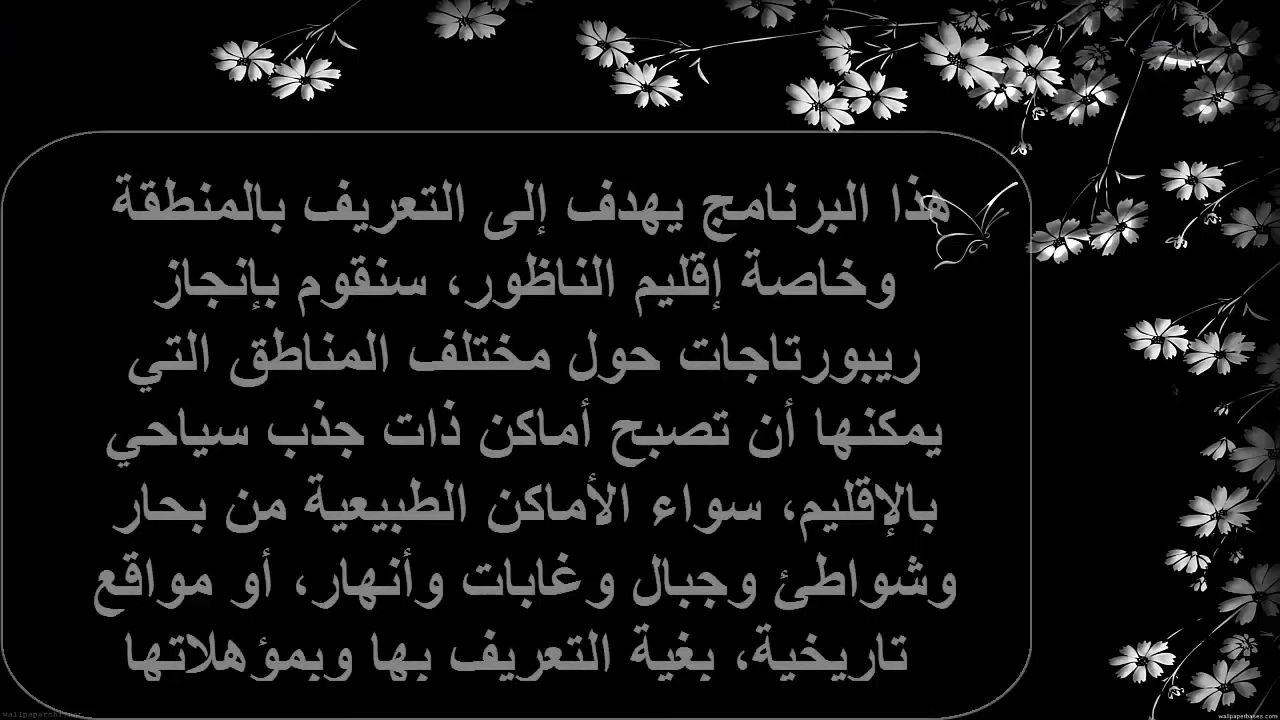 هذا البرنامج يهدف إلى التعريف بالمنطقة
وخاصة إقليم الناظور، سنقوم بإنجاز
ريبورتاجات حول مختلف المناطق التي
يمكنها أن تصبح أماكن ذات جذب سياحي
بالإقليم، سواء الأماكن الطبيعية من بحار
وشواطئ وجبال وغابات وأنهار، أو مواقع
تاريخية، بغية التعريف بها وبمؤهلاتها
wallpaperbases.com